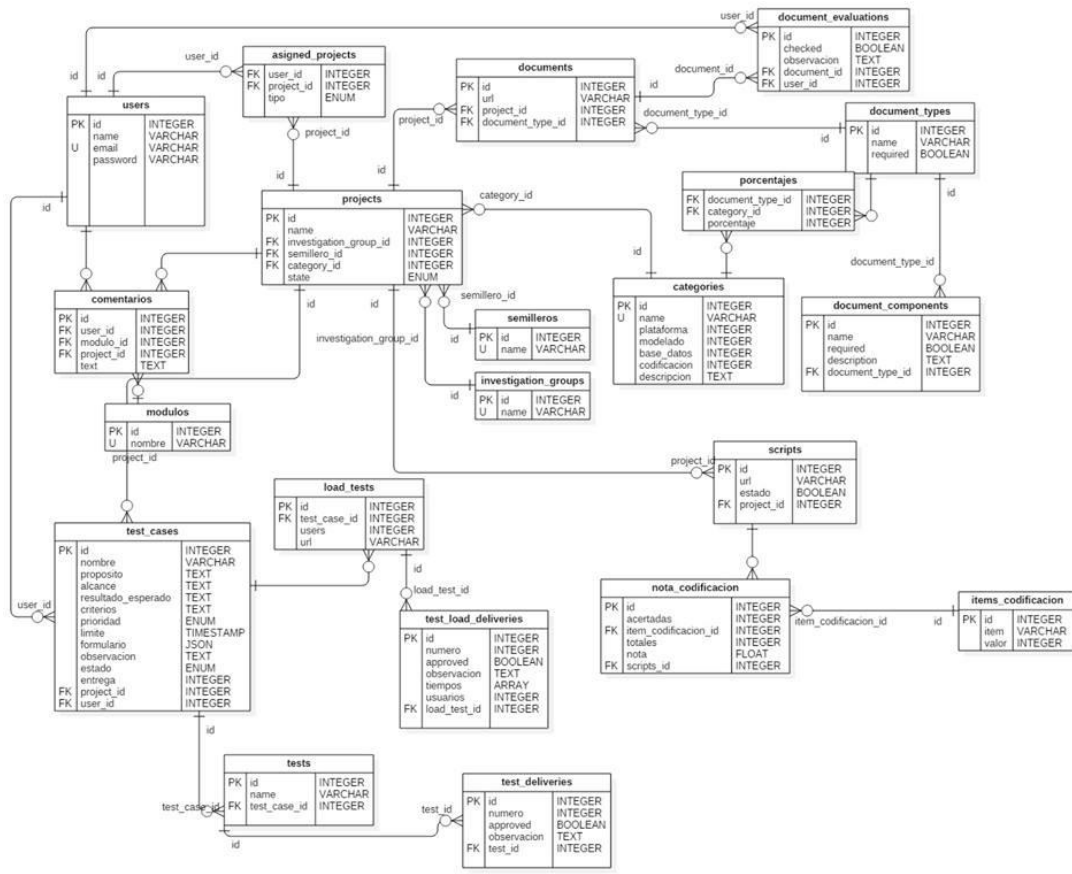 document_evaluations
PK id INTEGER
checked BOOLEAN
observacion TEXT
FK document_id INTEGER
FK user_id INTEGER
user_id
id
asigned_projects
FK user_id INTEGER
FK project_id INTEGER
tipo ENUM
user_id
id
project_id
id
documents
PK id INTEGER
url VARCHAR
FK project_id INTEGER
FK document_type_id INTEGER
document_id
id
project_id
id
document_type_id
id
users
PK id INTEGER
name VARCHAR
U email VARCHAR
password VARCHAR
id
document_types
PK id INTEGER
name VARCHAR
required BOOLEAN
id
porcentajes
FK document_type_id INTEGER
FK category_id INTEGER
porcentaje INTEGER
projects
PK id INTEGER
name VARCHAR
FK investigation_group_id INTEGER
FK semillero_id INTEGER
FK category_id INTEGER
state ENUM
category_id
id
document_type_id
comentarios
PK id INTEGER
FK user_id INTEGER
FK modulo_id INTEGER
FK project_id INTEGER
text TEXT
id
id
semillero_id
investigation_group_id
semilleros
PK id INTEGER
U name VARCHAR
id
categories
PK id INTEGER
U name VARCHAR
plataforma INTEGER
modelado INTEGER
base_datos INTEGER
codificacion INTEGER
descripcion TEXT
document_components
PK id INTEGER
name VARCHAR
required BOOLEAN
description TEXT
FK document_type_id INTEGER
investigation_groups
PK id INTEGER
U name VARCHAR
id
modulos
PK id INTEGER
U nombre VARCHAR
project_id
scripts
PK id INTEGER
url VARCHAR
estado BOOLEAN
FK project_id INTEGER
project_id
load_tests
PK id INTEGER
FK test_case_id INTEGER
users INTEGER
url VARCHAR
id
load_test_id
test_cases
PK id INTEGER
nombre VARCHAR
proposito TEXT
alcance TEXT
resultado_esperado TEXT
criterios TEXT
prioridad ENUM
limite TIMESTAMP
formulario JSON
observacion TEXT
estado ENUM
entrega INTEGER
FK project_id INTEGER
FK user_id INTEGER
user_id
id
test_load_deliveries
PK id INTEGER
numero INTEGER
approved BOOLEAN
observacion TEXT
tiempos ARRAY
usuarios INTEGER
FK load_test_id INTEGER
nota_codificacion
PK id INTEGER
acertadas INTEGER
FK item_codificacion_id INTEGER
totales INTEGER
nota FLOAT
FK scripts_id INTEGER
item_codificacion_id
id
items_codificacion
PK id INTEGER
item VARCHAR
valor INTEGER
tests
PK id INTEGER
name VARCHAR
FK test_case_id INTEGER
test_case_id
id
test_id
test_deliveries
PK id INTEGER
numero INTEGER
approved BOOLEAN
observacion TEXT
FK test_id INTEGER